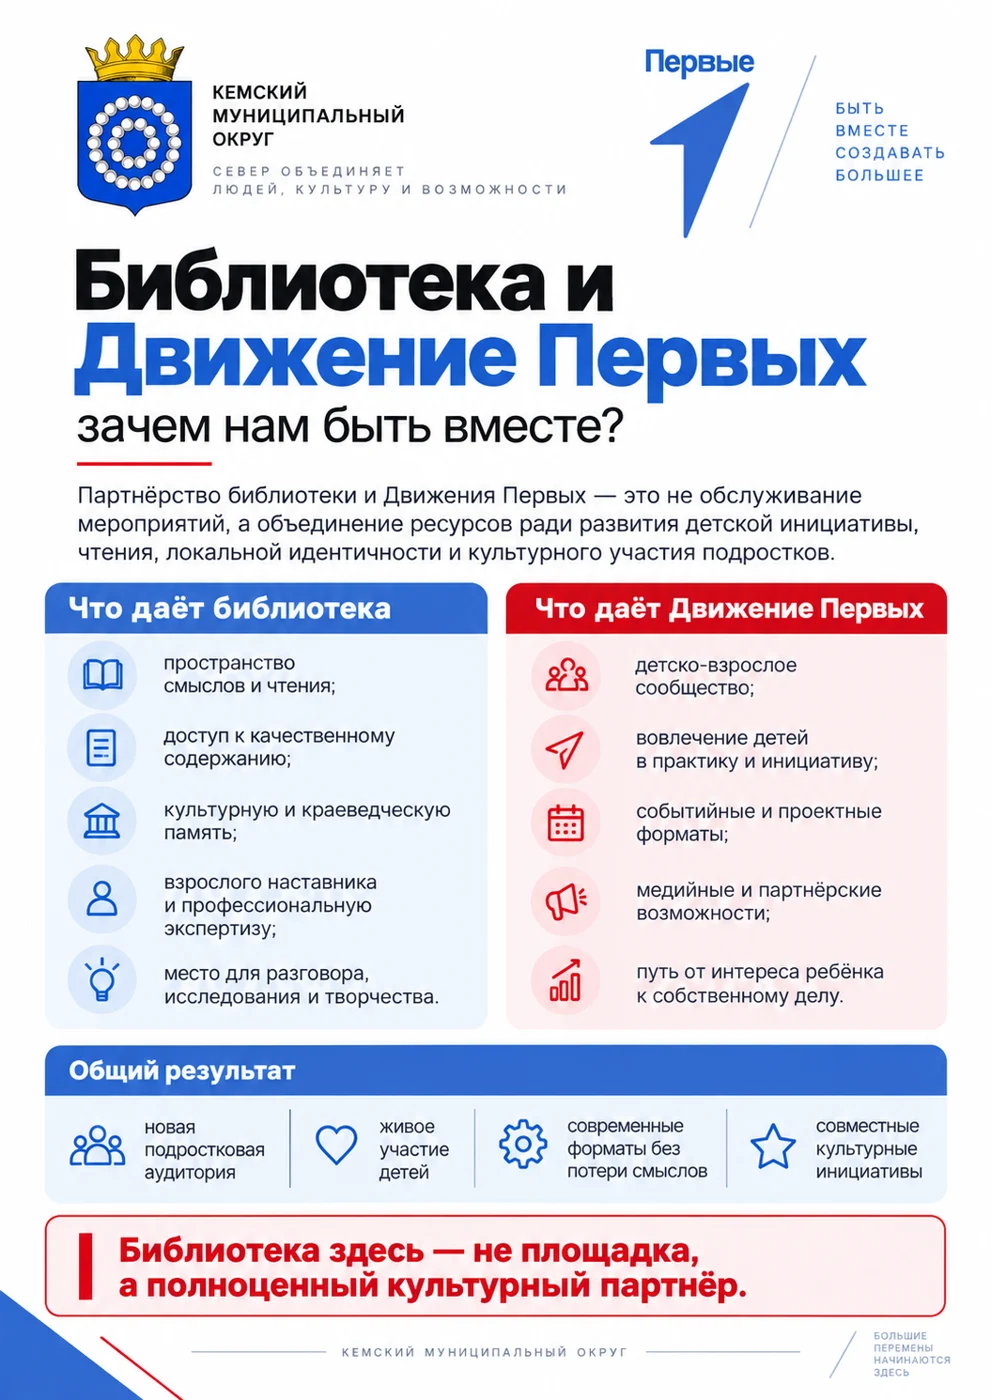 КЕМСКИЙ
МУНИЦИПАЛЬНЫЙ
ОКРУГ
СЕВЕР ОБЪЕДИНЯЕТ
ЛЮДЕЙ, КУЛЬТУРУ И ВОЗМОЖНОСТИ
Первые
БЫТЬ
ВМЕСТЕ
СОЗДАВАТЬ
БОЛЬШЕЕ
Библиотека и
Движение Первых
зачем нам быть вместе?
Партнёрство библиотеки и Движения Первых — это не обслуживание
мероприятий, а объединение ресурсов ради развития детской инициативы,
чтения, локальной идентичности и культурного участия подростков.
Что даёт библиотека
пространство
смыслов и чтения;
доступ к качественному
содержанию;
культурную и краеведческую
память;
взрослого наставника
и профессиональную
экспертизу;
место для разговора,
исследования и творчества.
Что даёт Движение Первых
детско-взрослое
сообщество;
вовлечение детей
в практику и инициативу;
событийные и проектные
форматы;
медийные и партнёрские
возможности;
путь от интереса ребёнка
к собственному делу.
Общий результат
новая
подростковая
аудитория
живое
участие
детей
современные
форматы без
потери смыслов
совместные
культурные
инициативы
Библиотека здесь — не площадка,
а полноценный культурный партнёр.
КЕМСКИЙ МУНИЦИПАЛЬНЫЙ ОКРУГ
БОЛЬШИЕ
ПЕРЕМЕНЫ
НАЧИНАЮТСЯ
ЗДЕСЬ